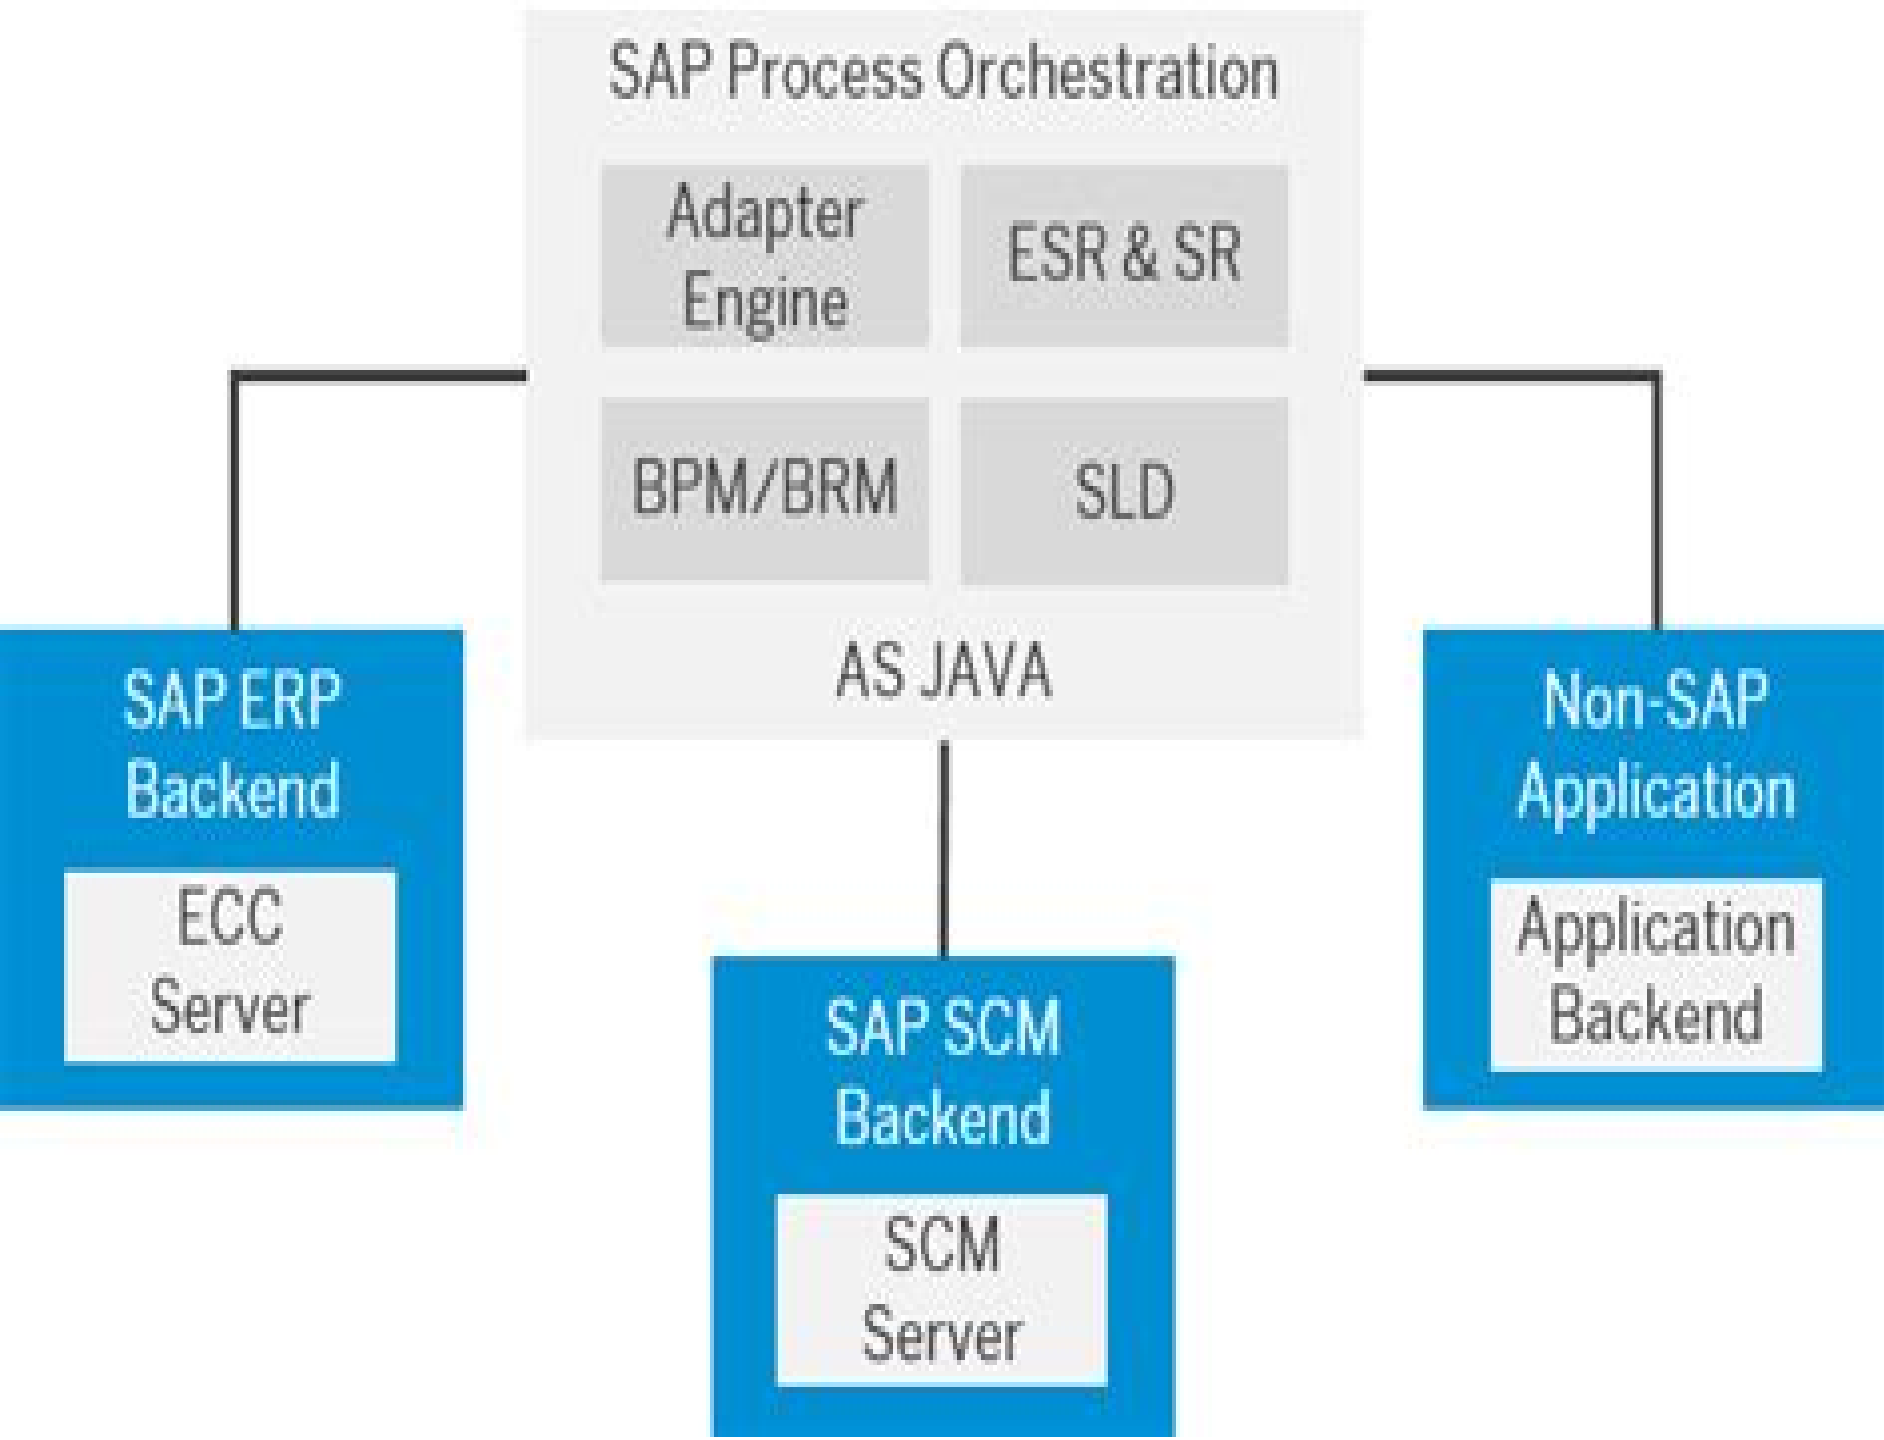 SAP Process Orchestration
Adapter
Engine
ESR & SR
BPM/BRM
SLD
AS JAVA
SAP ERP
Backend
ECC
Server
SAP SCM
Backend
SCM
Server
Non-SAP
Application
Application
Backend